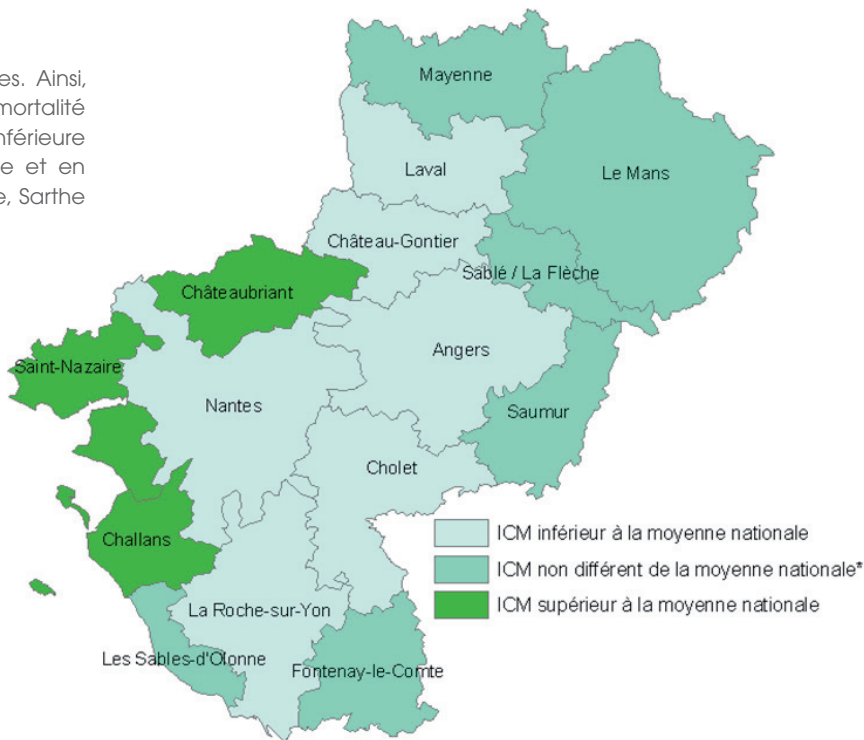 es. Ainsi,
mortalité
nférieure
e et en
e, Sarthe
Mayenne
Laval
Le Mans
Château-Gontier
Sablé / La Flèche
Châteaubriant
Angers
Saint-Nazaire
Nantes
Saumur
Cholet
Challans
La Roche-sur-Yon
Les Sables-d'Olonne
Fontenay-le-Comte
ICM inférieur à la moyenne nationale
ICM non différent de la moyenne nationale*
ICM supérieur à la moyenne nationale